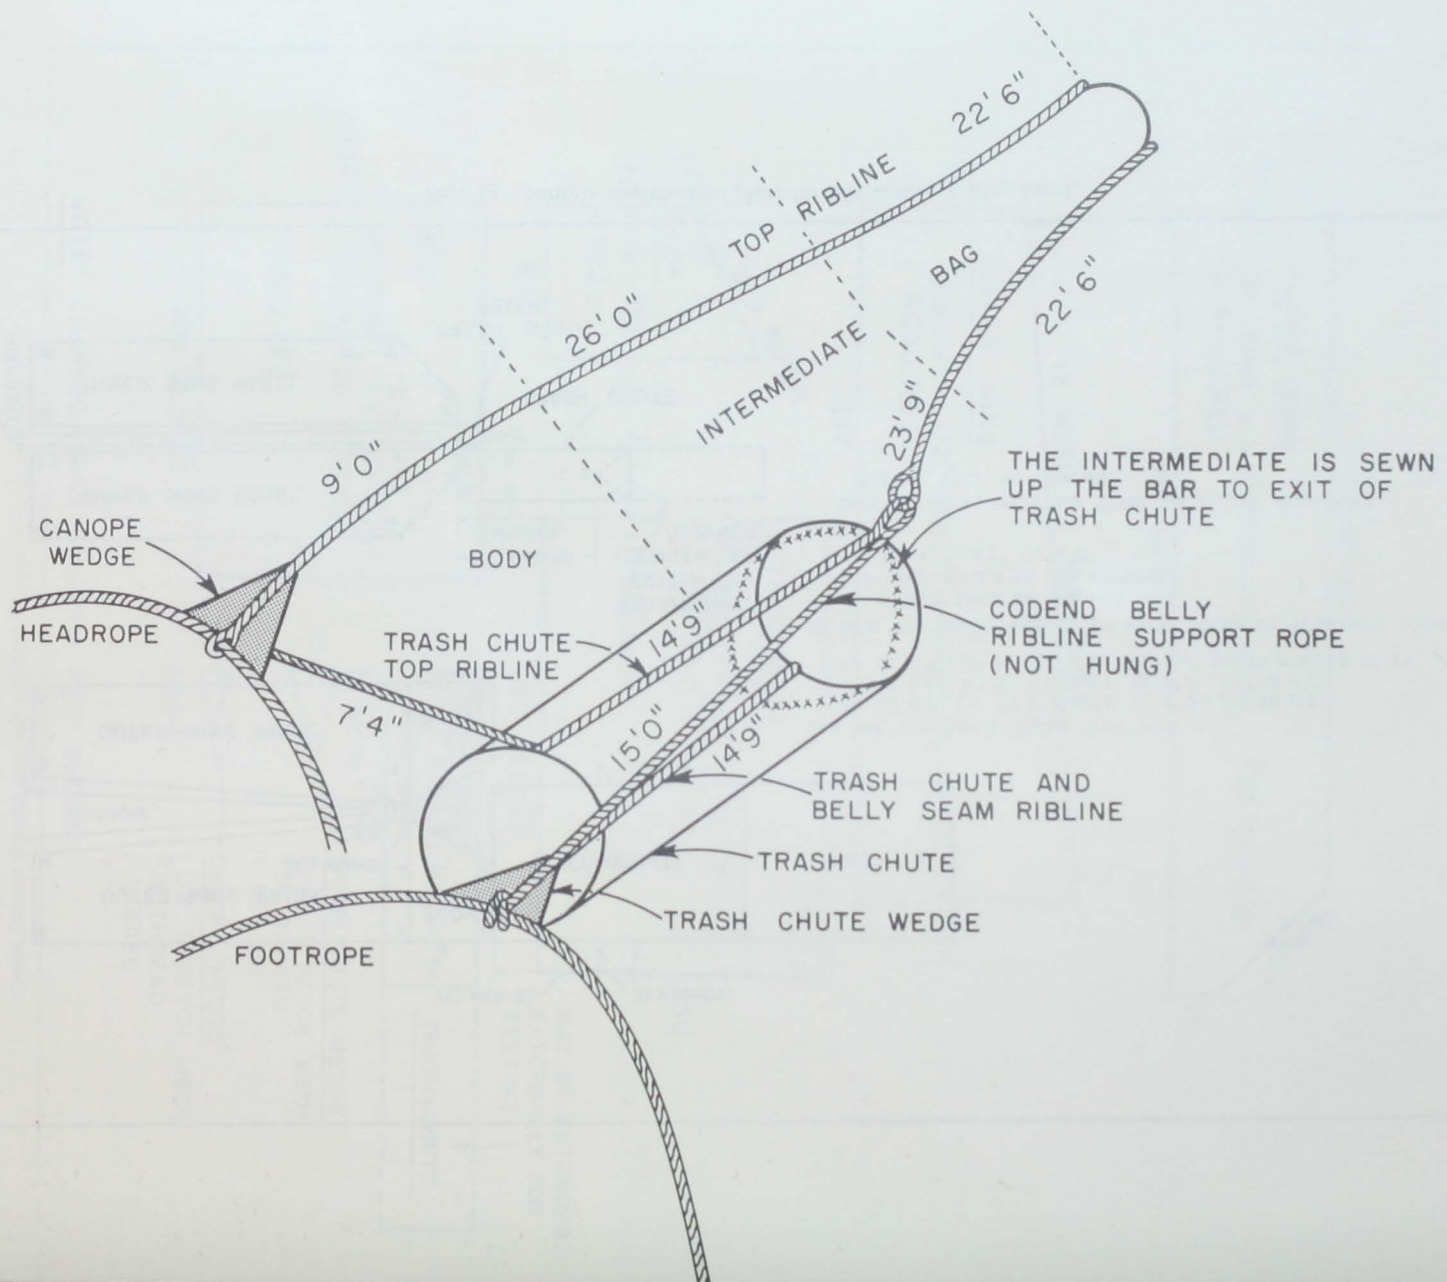 22' 6"
TOP RIBLINE
BAG
22' 6"
26' 0"
INTERMEDIATE
23' 9"
9' 0"
THE INTERMEDIATE IS SEWN
UP THE BAR TO EXIT OF
TRASH CHUTE
CANOPE
WEDGE
BODY
HEADROPE
TRASH CHUTE
TOP RIBLINE
14'9"
CODEND BELLY
RIBLINE SUPPORT ROPE
(NOT HUNG)
7'4"
15'0"
14'9"
TRASH CHUTE AND
BELLY SEAM RIBLINE
TRASH CHUTE
TRASH CHUTE WEDGE
FOOTROPE